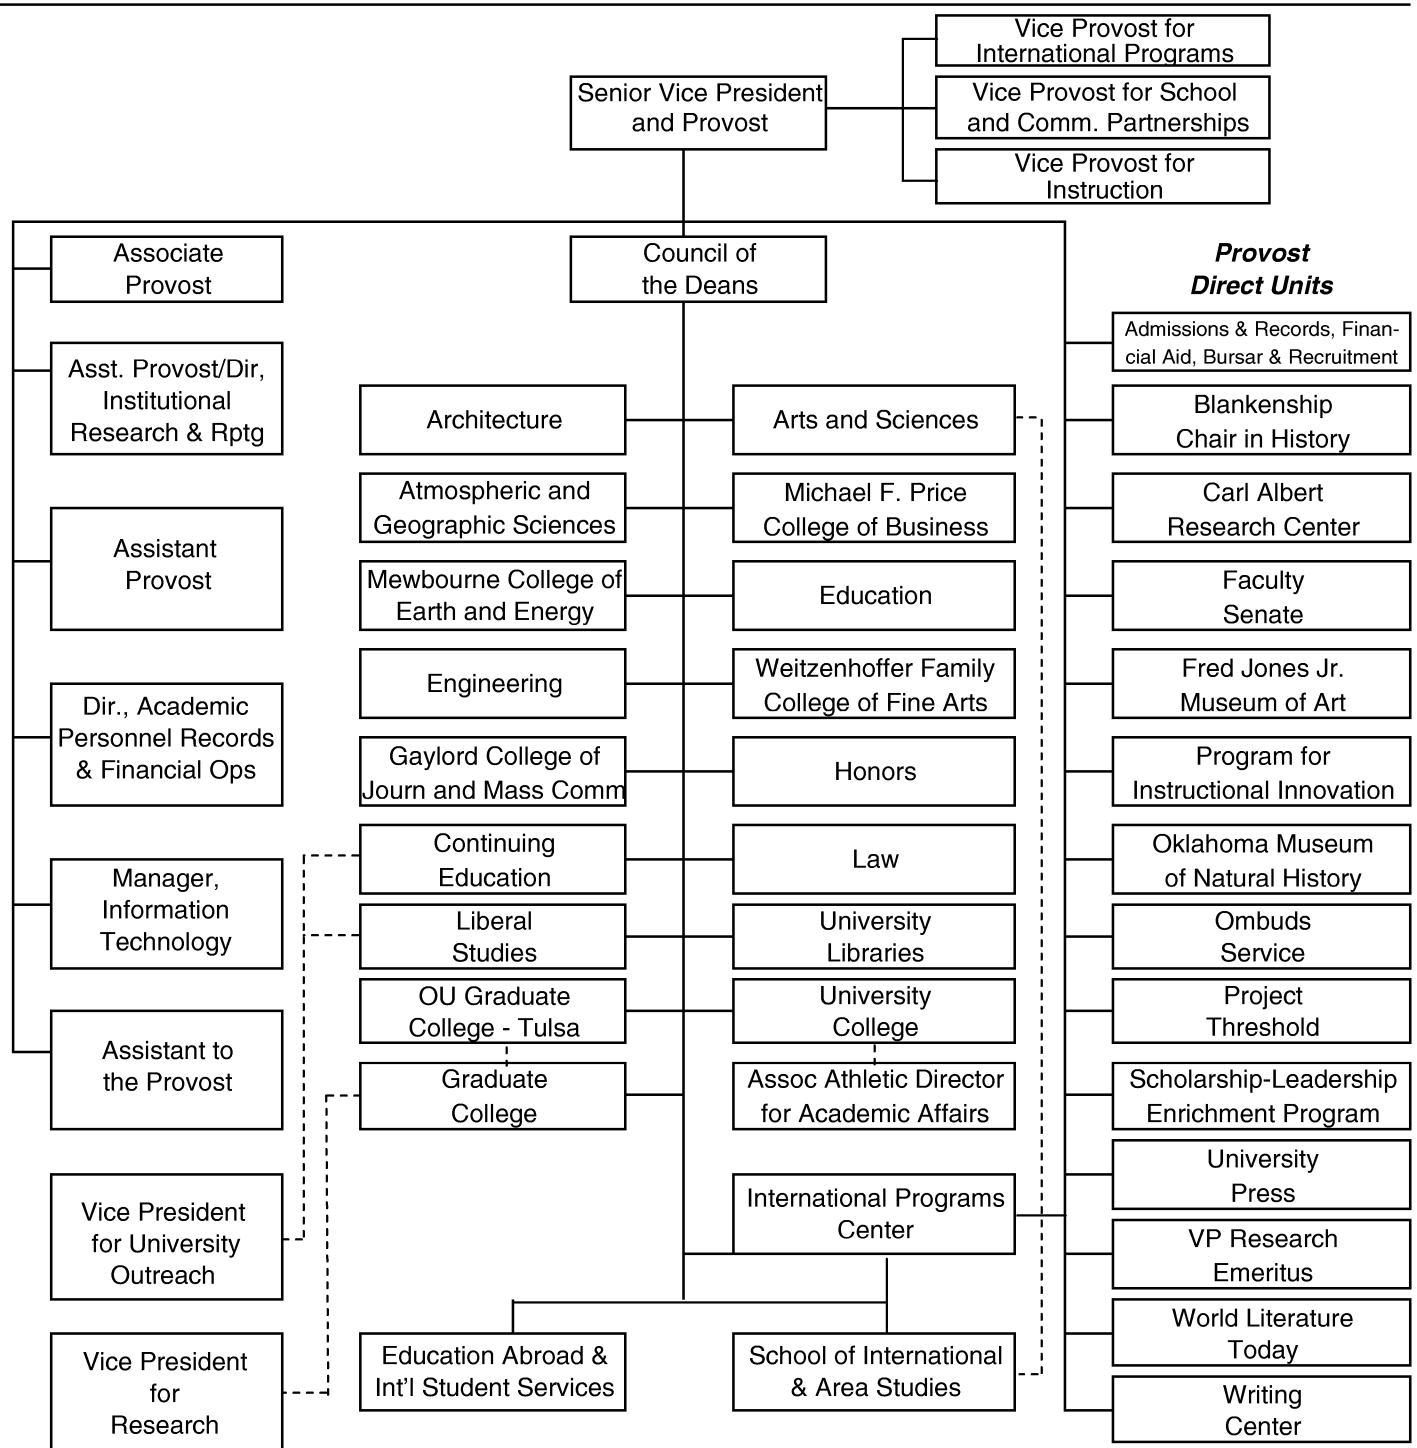 Vice Provost for
International Programs
Senior Vice President
and Provost
Vice Provost for School
and Comm. Partnerships
Vice Provost for
Instruction
Associate
Provost
Council of
the Deans
Provost
Direct Units
Asst. Provost/Dir,
Institutional
Research & Rptg
Assistant
Provost
Dir., Academic
Personnel Records
& Financial Ops
Manager,
Information
Technology
Assistant to
the Provost
Vice President
for University
Outreach
Vice President
for
Research
Architecture
Atmospheric and
Geographic Sciences
Mewbourne College of
Earth and Energy
Engineering
Gaylord College of
Journ and Mass Comm
Continuing
Education
Liberal
Studies
OU Graduate
College - Tulsa
Graduate
College
Arts and Sciences
Michael F. Price
College of Business
Education
Weitzenhoffer Family
College of Fine Arts
Honors
Law
University
Libraries
University
College
Assoc Athletic Director
for Academic Affairs
International Programs
Center
Education Abroad &
Int'l Student Services
School of International
& Area Studies
Admissions & Records, Finan-
cial Aid, Bursar & Recruitment
Blankenship
Chair in History
Carl Albert
Research Center
Faculty
Senate
Fred Jones Jr.
Museum of Art
Program for
Instructional Innovation
Oklahoma Museum
of Natural History
Ombuds
Service
Project
Threshold
Scholarship-Leadership
Enrichment Program
University
Press
VP Research
Emeritus
World Literature
Today
Writing
Center